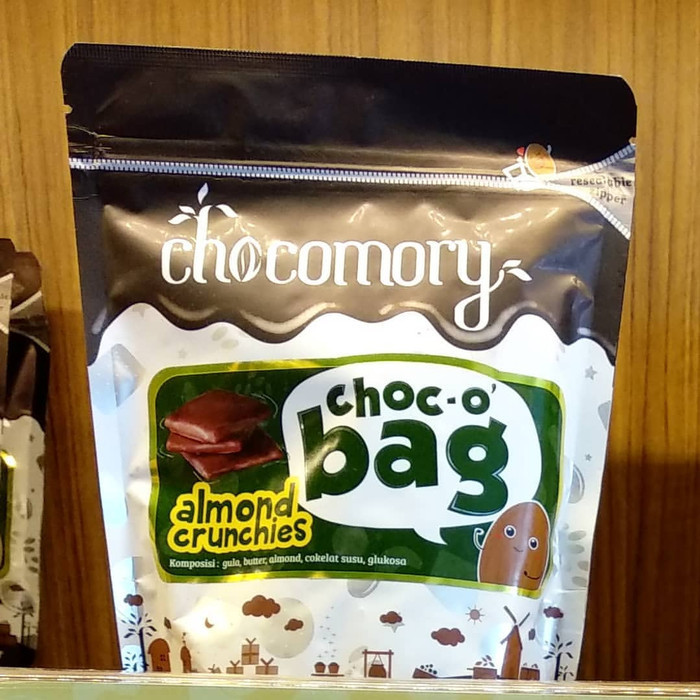 resealable
zipper
chocomory
choc-o'
bag
almond
crunchies
Komposisi : gula, butter, almond, cokelat susu, glukosa